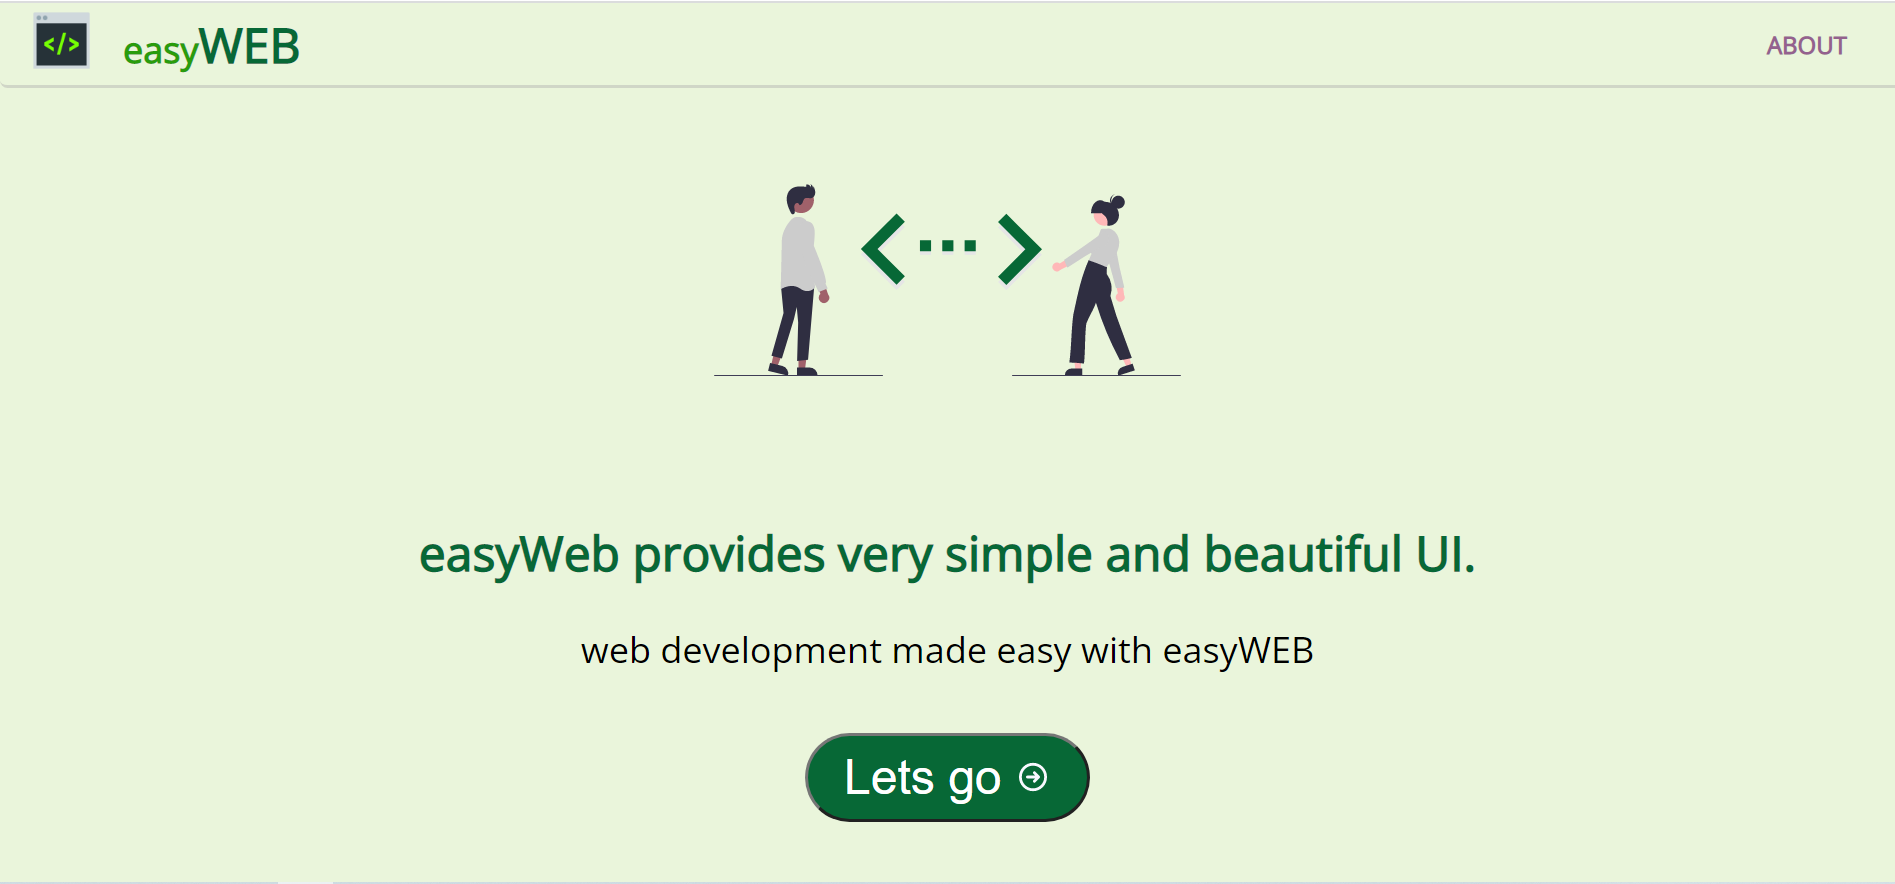 </>
easyWEB
ABOUT
< ... >
easyWeb provides very simple and beautiful UI.
web development made easy with easyWEB
Lets go